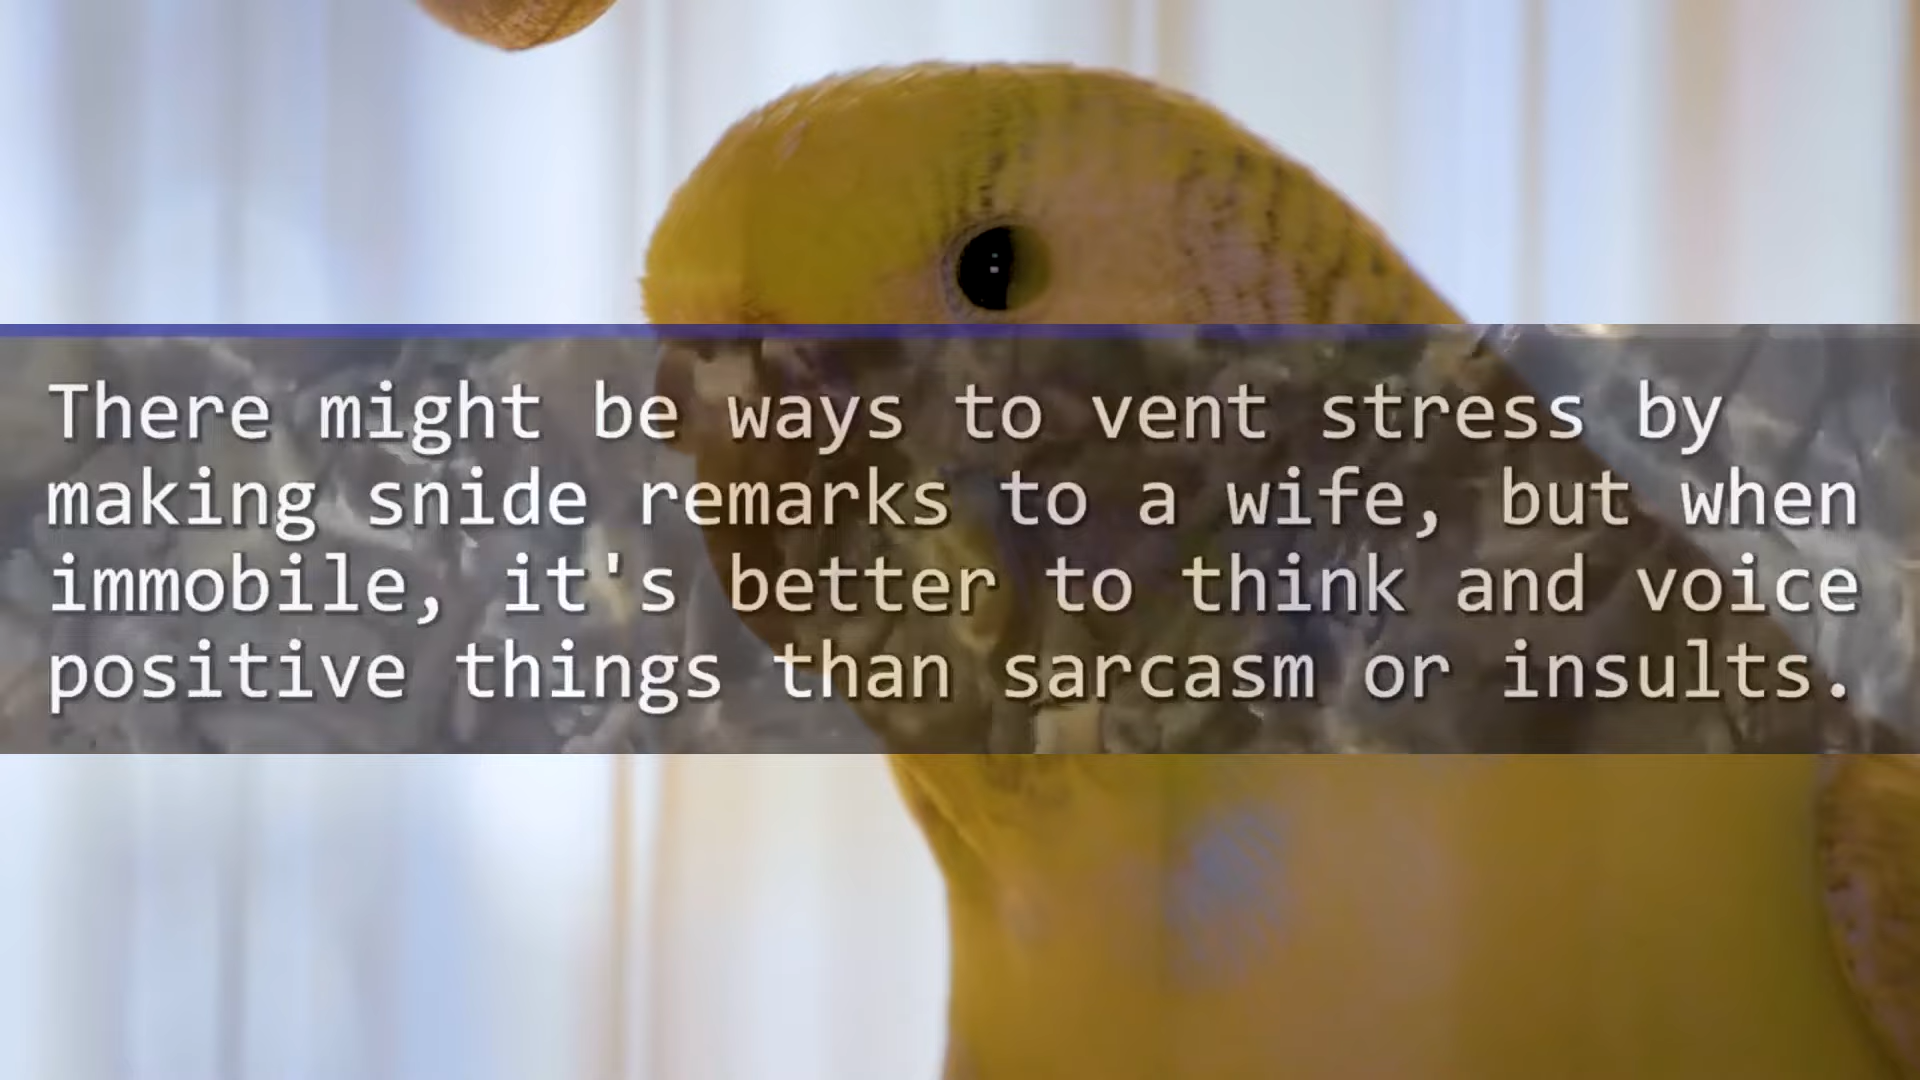 There might be ways to vent stress by
making snide remarks to a wife, but when
immobile, it's better to think and voice
positive things than sarcasm or insults.